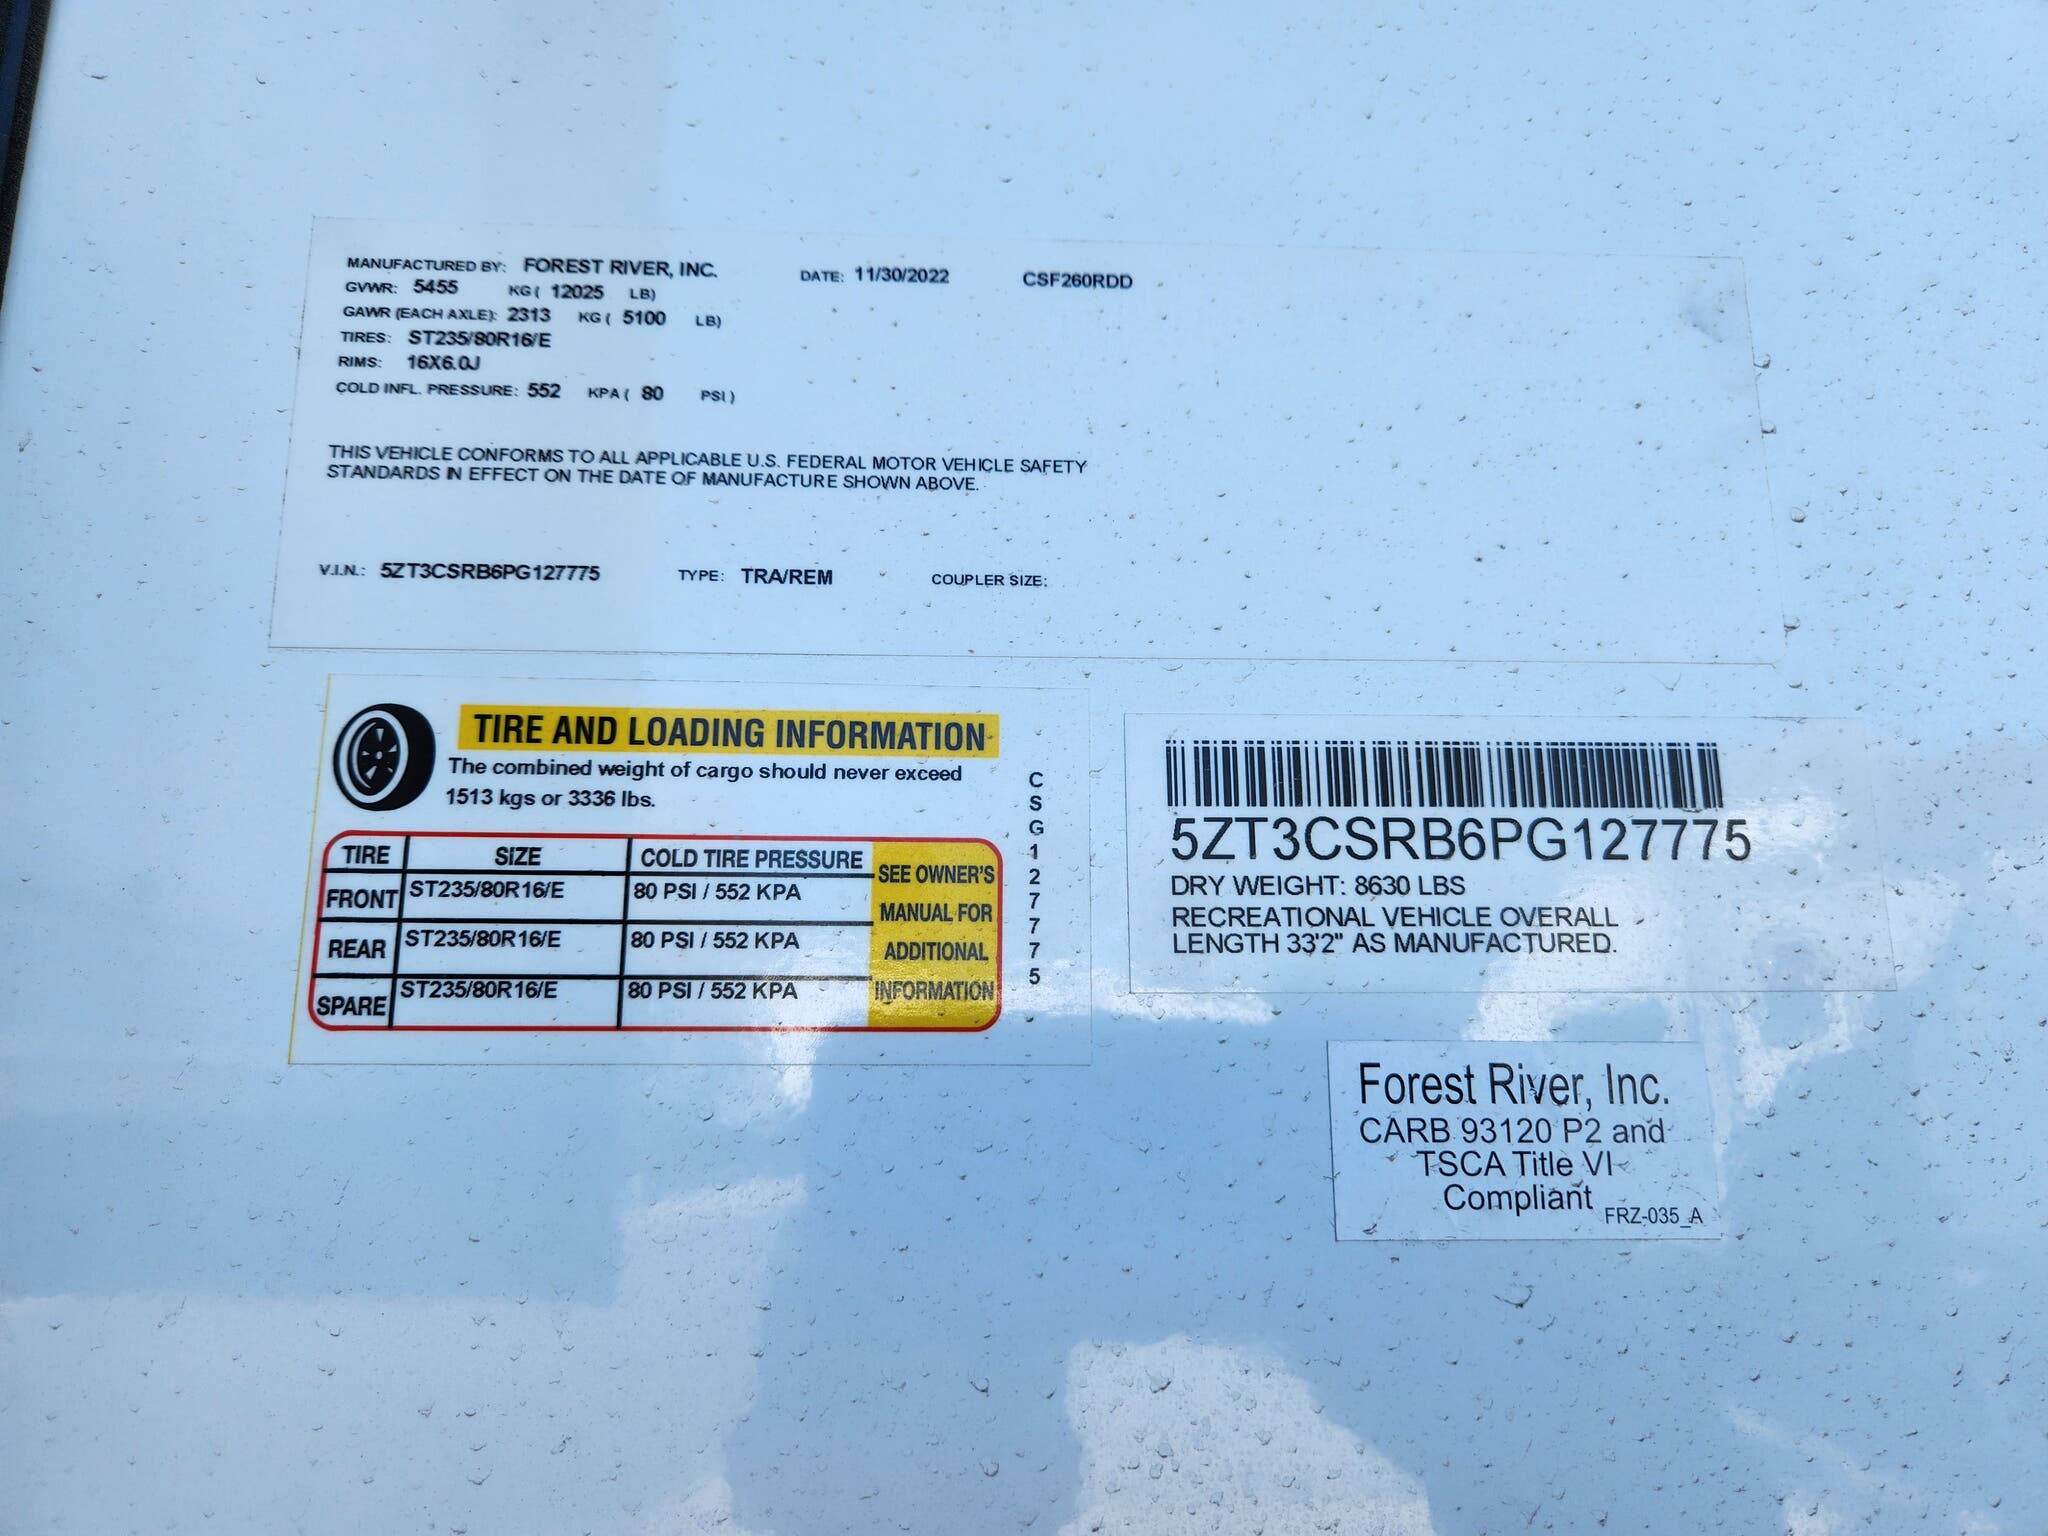 MANUFACTURED BY: FOREST RIVER, INC. DATE: 11/30/2022 CSF260RDD
GVWR: 5455 KG ( 12025 LB)
GAWR (EACH AXLE): 2313 KG ( 5100 LB)
TIRES: ST235/80R16/E
RIMS: 16X6.0J
COLD INFL. PRESSURE: 552 KPA ( 80 PSI )
THIS VEHICLE CONFORMS TO ALL APPLICABLE U.S. FEDERAL MOTOR VEHICLE SAFETY
STANDARDS IN EFFECT ON THE DATE OF MANUFACTURE SHOWN ABOVE.
V.I.N.: 5ZT3CSRB6PG127775 TYPE: TRA/REM COUPLER SIZE:
TIRE AND LOADING INFORMATION
The combined weight of cargo should never exceed
1513 kgs or 3336 lbs.
TIRE SIZE COLD TIRE PRESSURE
FRONT ST235/80R16/E 80 PSI / 552 KPA
REAR ST235/80R16/E 80 PSI / 552 KPA
SPARE ST235/80R16/E 80 PSI / 552 KPA
SEE OWNER'S
MANUAL FOR
ADDITIONAL
INFORMATION
CSG127775
5ZT3CSRB6PG127775
DRY WEIGHT: 8630 LBS
RECREATIONAL VEHICLE OVERALL
LENGTH 33'2" AS MANUFACTURED.
Forest River, Inc.
CARB 93120 P2 and
TSCA Title VI
Compliant
FRZ-035_A